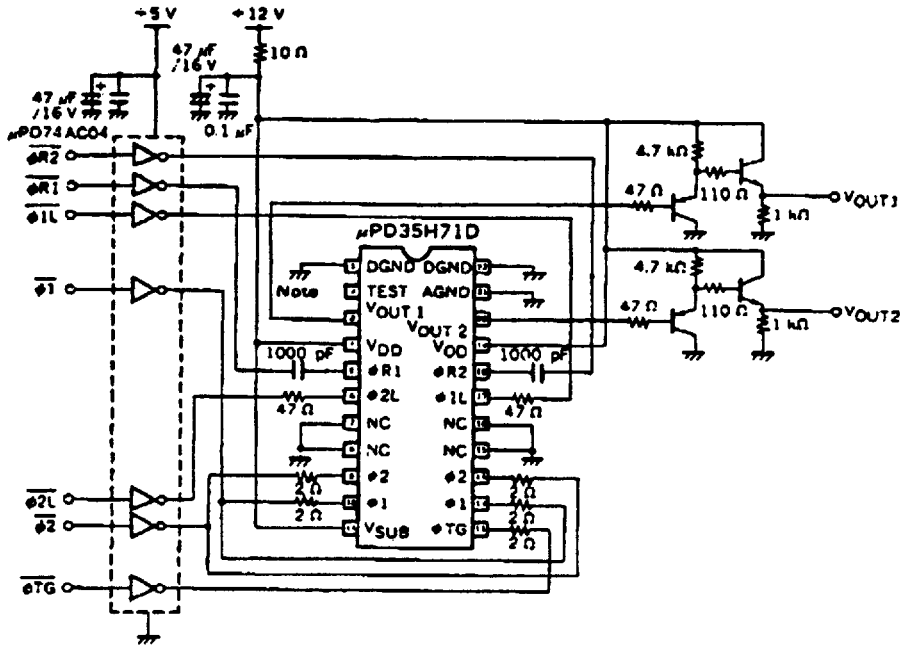 +5 V
+12 V
10 Ω
47 µF
/16 V
47 µF
/16 V
0.1 µF
µPD74AC04
φR2
φR1
φ1L
φ1
φ2L
φ2
φTG
4.7 kΩ
47 Ω
110 Ω
1 kΩ
VOUT1
4.7 kΩ
47 Ω
110 Ω
1 kΩ
VOUT2
µPD35H71D
DGND
DGND
Note
TEST
AGND
VOUT 1
VOUT 2
VDD
VOD
1000 pF
φR1
φR2
1000 pF
φ2L
φ1L
47 Ω
47 Ω
NC
NC
NC
NC
φ2
φ2
2 Ω
2 Ω
φ1
φ1
2 Ω
2 Ω
VSUB
φTG
2 Ω